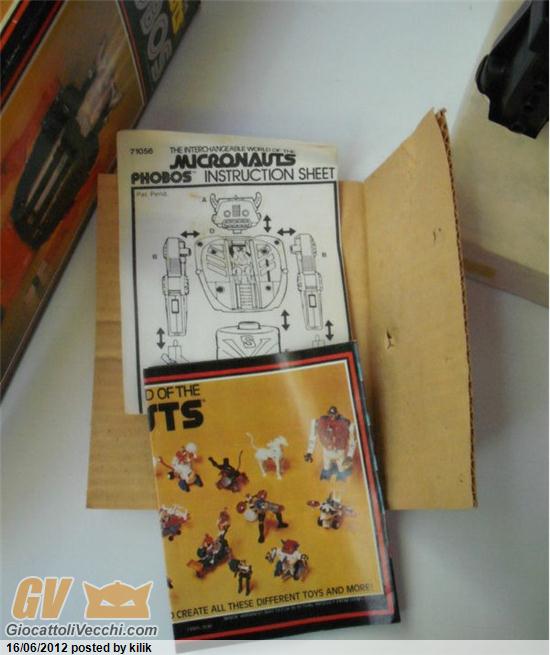 71056
THE INTERCHANGEABLE WORLD OF THE
MICRONAUTS
PHOBOS™ INSTRUCTION SHEET
Pat. Pend.
A
D
B
B
S
D OF THE
UTS
O CREATE ALL THESE DIFFERENT TOYS AND MORE!
GV
GiocattoliVecchi.com
16/06/2012 posted by kilik